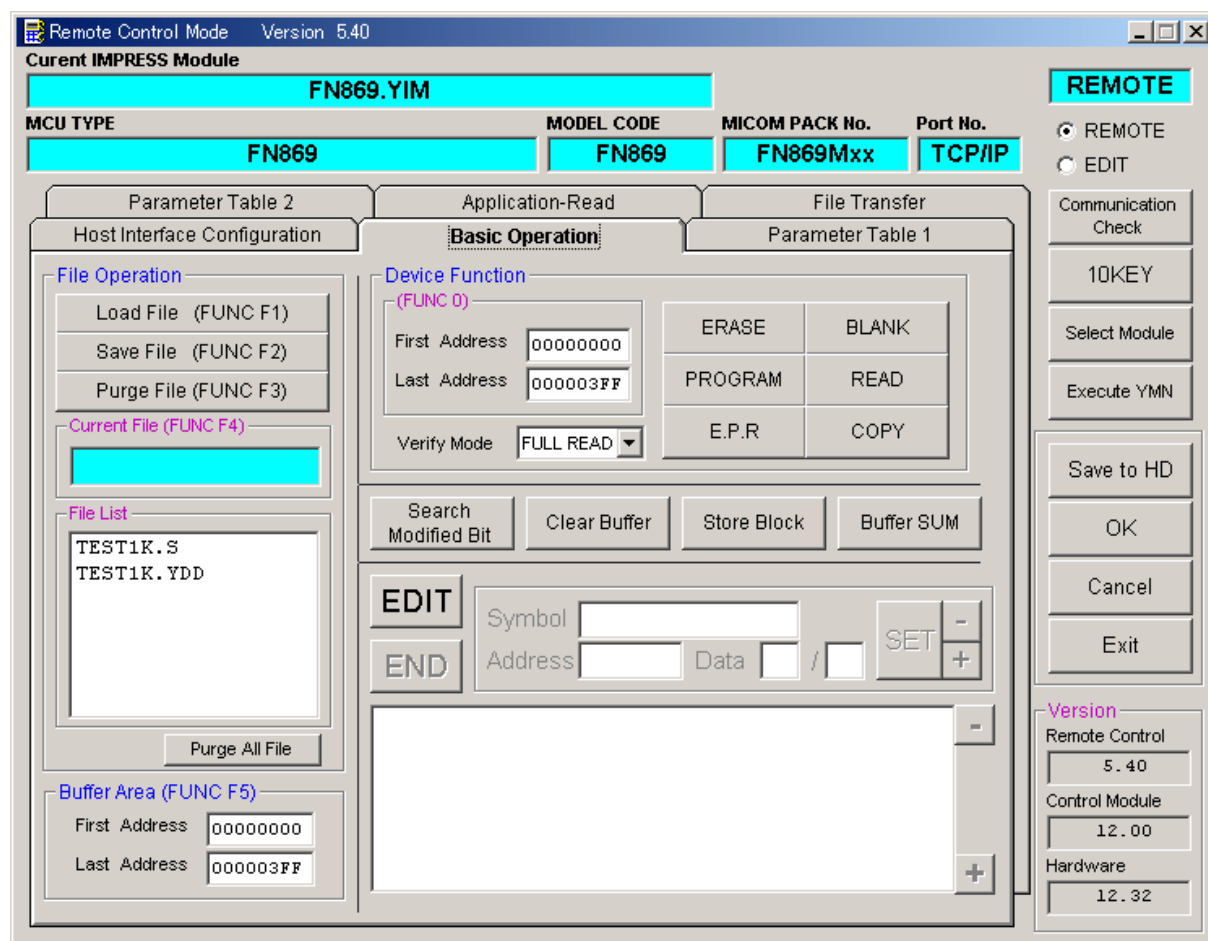 Remote Control Mode Version 5.40
Curent IMPRESS Module
FN869.YIM
REMOTE
MCU TYPE MODEL CODE MICOM PACK No. Port No.
FN869 FN869 FN869Mxx TCP/IP
REMOTE
EDIT
Parameter Table 2 Application-Read File Transfer
Host Interface Configuration Basic Operation Parameter Table 1
Communication
Check
10KEY
Select Module
Execute YMN
Save to HD
OK
Cancel
Exit
File Operation
Load File (FUNC F1)
Save File (FUNC F2)
Purge File (FUNC F3)
Current File (FUNC F4)
File List
TEST1K.S
TEST1K.YDD
Purge All File
Buffer Area (FUNC F5)
First Address 00000000
Last Address 000003FF
Device Function
(FUNC 0)
First Address 00000000
Last Address 000003FF
Verify Mode FULL READ
ERASE BLANK
PROGRAM READ
E.P.R COPY
Search
Modified Bit
Clear Buffer
Store Block
Buffer SUM
EDIT
END
Symbol
Address Data /
SET
-
+
-
+
Version
Remote Control
5.40
Control Module
12.00
Hardware
12.32